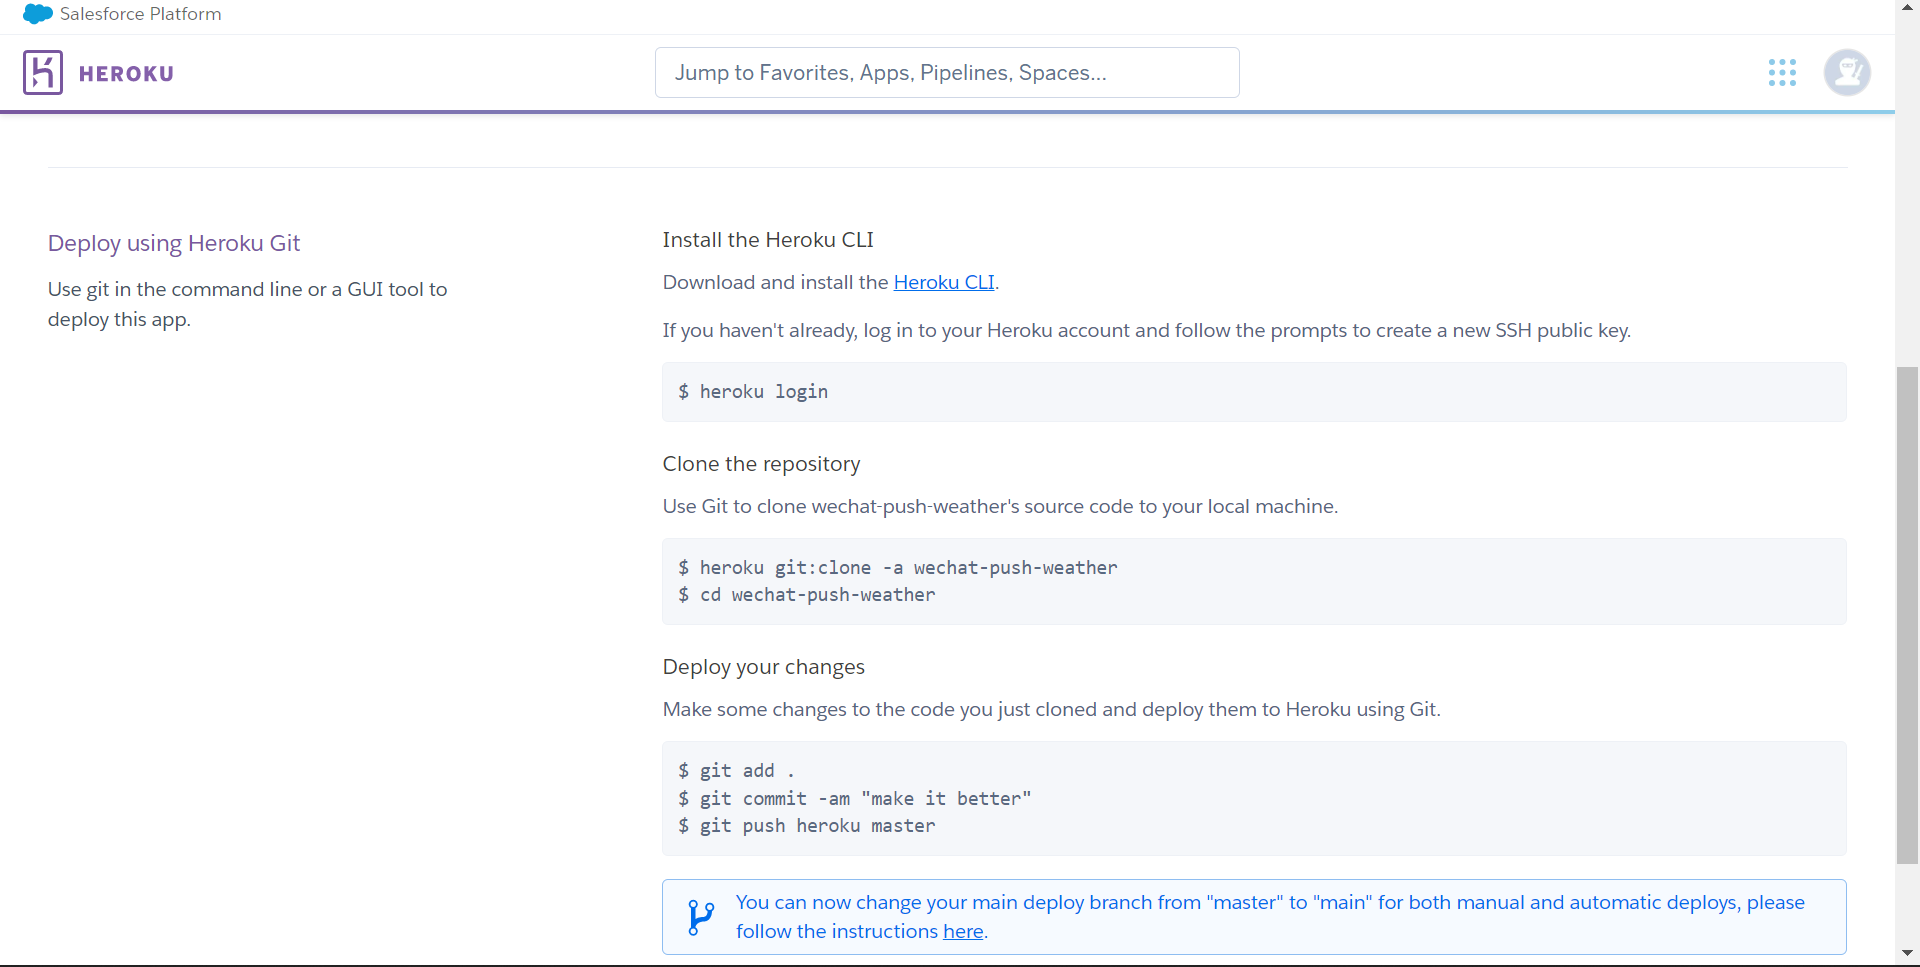 Salesforce Platform
HEROKU
Jump to Favorites, Apps, Pipelines, Spaces...
Deploy using Heroku Git
Use git in the command line or a GUI tool to
deploy this app.
Install the Heroku CLI
Download and install the Heroku CLI.
If you haven't already, log in to your Heroku account and follow the prompts to create a new SSH public key.
$ heroku login
Clone the repository
Use Git to clone wechat-push-weather's source code to your local machine.
$ heroku git:clone -a wechat-push-weather
$ cd wechat-push-weather
Deploy your changes
Make some changes to the code you just cloned and deploy them to Heroku using Git.
$ git add .
$ git commit -am "make it better"
$ git push heroku master
You can now change your main deploy branch from "master" to "main" for both manual and automatic deploys, please
follow the instructions here.